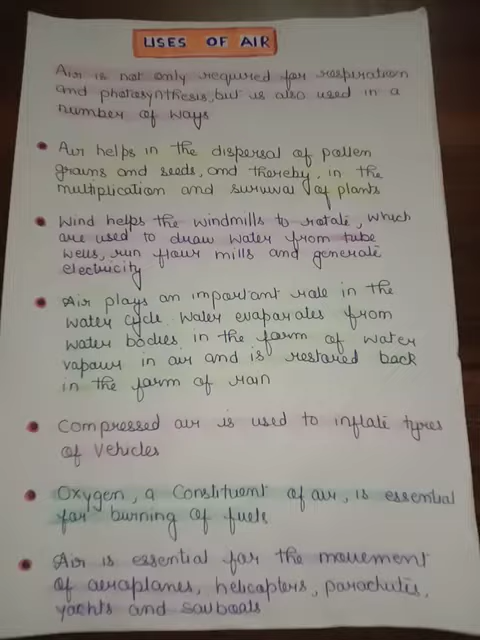 USES OF AIR
Air is not only required for respiration
and photosynthesis, but is also used in a
number of ways
Air helps in the dispersal of pollen
grains and seeds, and thereby, in the
multiplication and survival of plants
Wind helps the windmills to rotate, which
are used to draw water from tube
wells, run flour mills and generate
electricity
Air plays an important role in the
water cycle. Water evaporates from
water bodies in the form of water
vapour in air and is restored back
in the form of rain
Compressed air is used to inflate tyres
of vehicles
Oxygen, a constituent of air, is essential
for burning of fuels
Air is essential for the movement
of aeroplanes, helicopters, parachutes,
yachts and sailboats